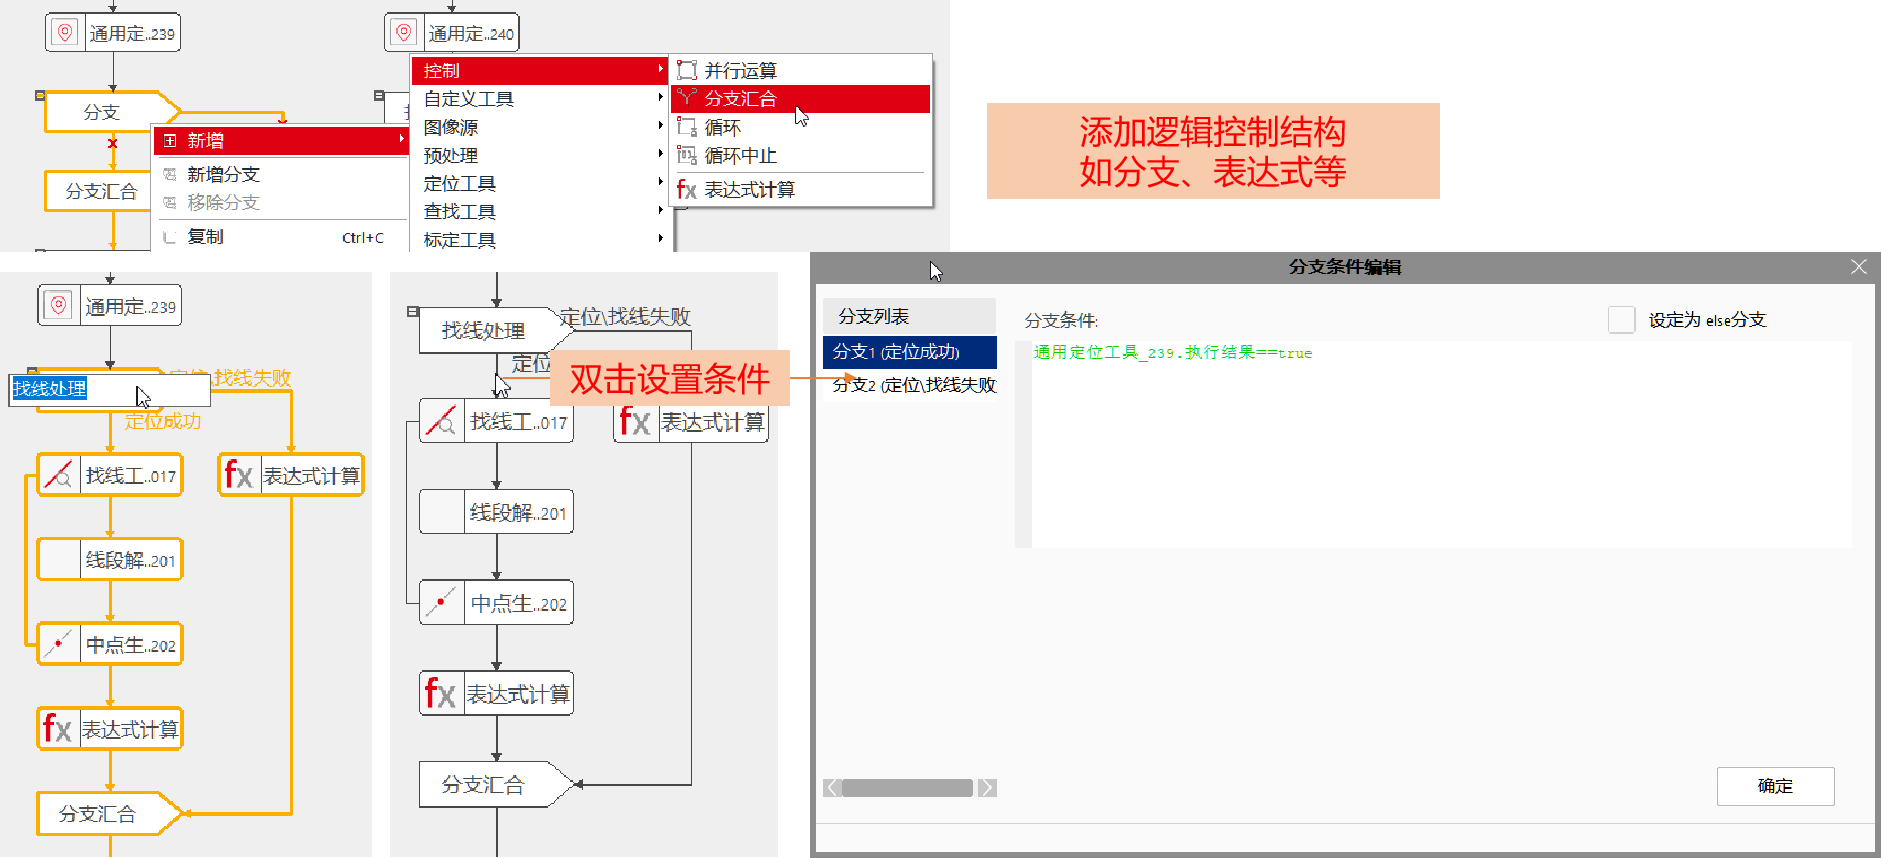 通用定..239
通用定..240
分支
分支汇合
新增
新增分支
移除分支
复制 Ctrl+C
控制
自定义工具
图像源
预处理
定位工具
查找工具
标定工具
并行运算
分支汇合
循环
循环中止
fx 表达式计算
添加逻辑控制结构
如分支、表达式等
通用定..239
找线处理
定位\找线失败
定位成功
找线工..017
fx 表达式计算
线段解..201
中点生..202
fx 表达式计算
分支汇合
找线处理
定位\找线失败
定位
双击设置条件
找线工..017
fx 表达式计算
线段解..201
中点生..202
fx 表达式计算
分支汇合
分支条件编辑
分支列表
分支1 (定位成功)
分支2 (定位\找线失败
分支条件:
设定为 else分支
通用定位工具_239.执行结果==true
确定